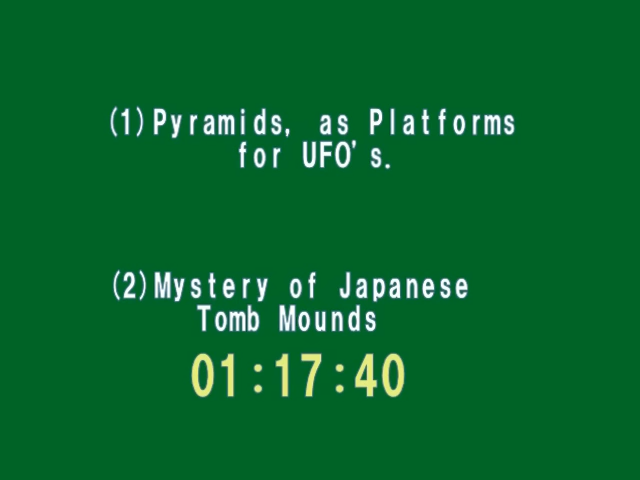 (1)Pyramids, as Platforms
for UFO's.
(2)Mystery of Japanese
Tomb Mounds
01:17:40